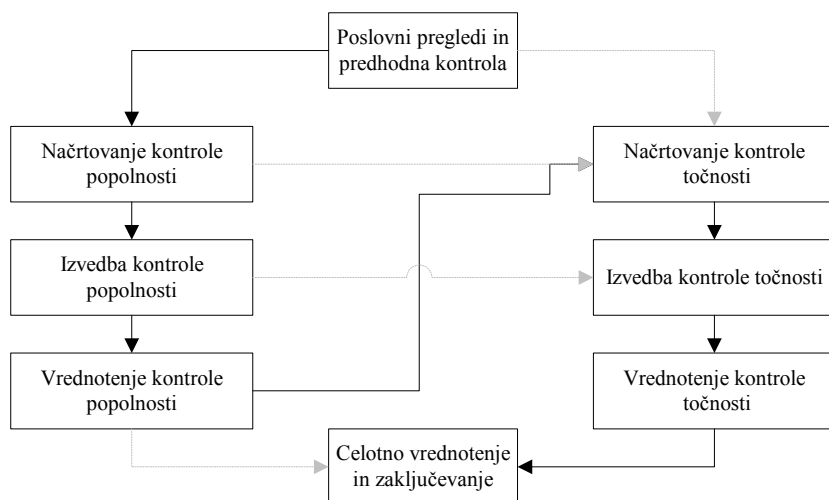 Poslovni pregledi in
predhodna kontrola
Načrtovanje kontrole
popolnosti
Načrtovanje kontrole
točnosti
Izvedba kontrole
popolnosti
Izvedba kontrole točnosti
Vrednotenje kontrole
popolnosti
Vrednotenje kontrole
točnosti
Celotno vrednotenje
in zaključevanje